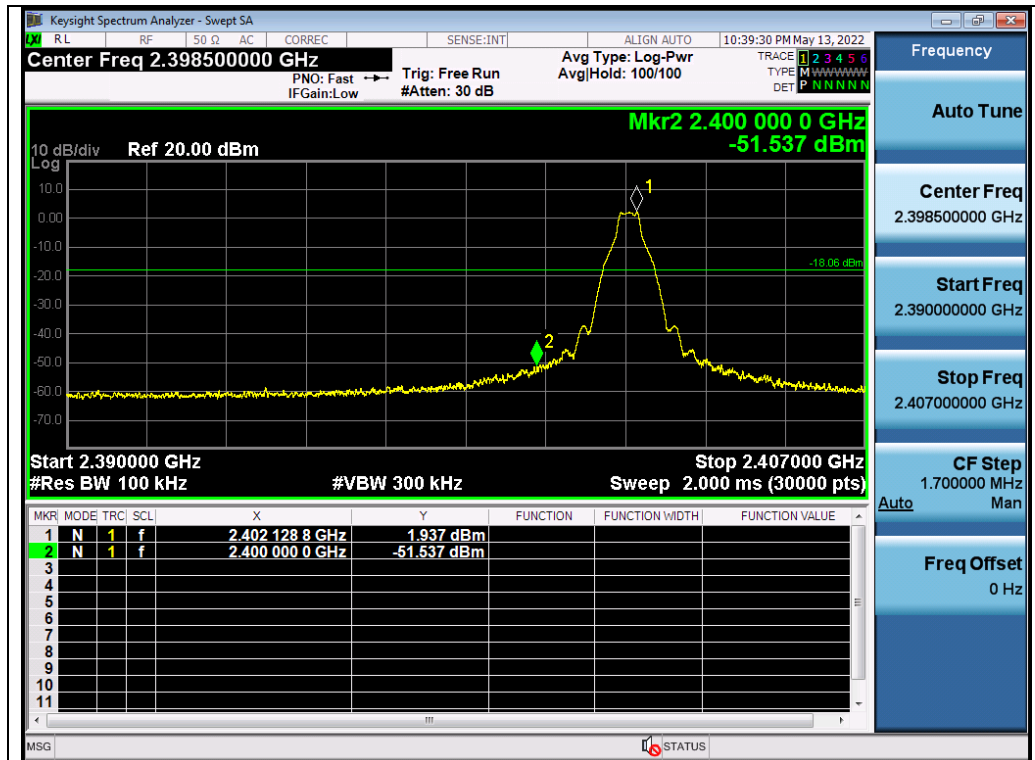 Keysight Spectrum Analyzer - Swept SA
LXI RL RF 50 Ω AC CORREC SENSE:INT ALIGN AUTO 10:39:30 PM May 13, 2022
Center Freq 2.398500000 GHz
PNO: Fast
IFGain:Low
Trig: Free Run
#Atten: 30 dB
Avg Type: Log-Pwr
Avg|Hold: 100/100
TRACE 1 2 3 4 5 6
TYPE M WWWWW
DET P N N N N N
Mkr2 2.400 000 0 GHz
-51.537 dBm
10 dB/div Ref 20.00 dBm
Log
10.0
0.00
-10.0
-20.0
-30.0
-40.0
-50.0
-60.0
-70.0
1
-18.06 dBm
2
Start 2.390000 GHz Stop 2.407000 GHz
#Res BW 100 kHz #VBW 300 kHz Sweep 2.000 ms (30000 pts)
MKR MODE TRC SCL X Y FUNCTION FUNCTION WIDTH FUNCTION VALUE
1 N 1 f 2.402 128 8 GHz 1.937 dBm
2 N 1 f 2.400 000 0 GHz -51.537 dBm
3
4
5
6
7
8
9
10
11
MSG STATUS
Frequency
Auto Tune
Center Freq
2.398500000 GHz
Start Freq
2.390000000 GHz
Stop Freq
2.407000000 GHz
CF Step
1.700000 MHz
Auto Man
Freq Offset
0 Hz